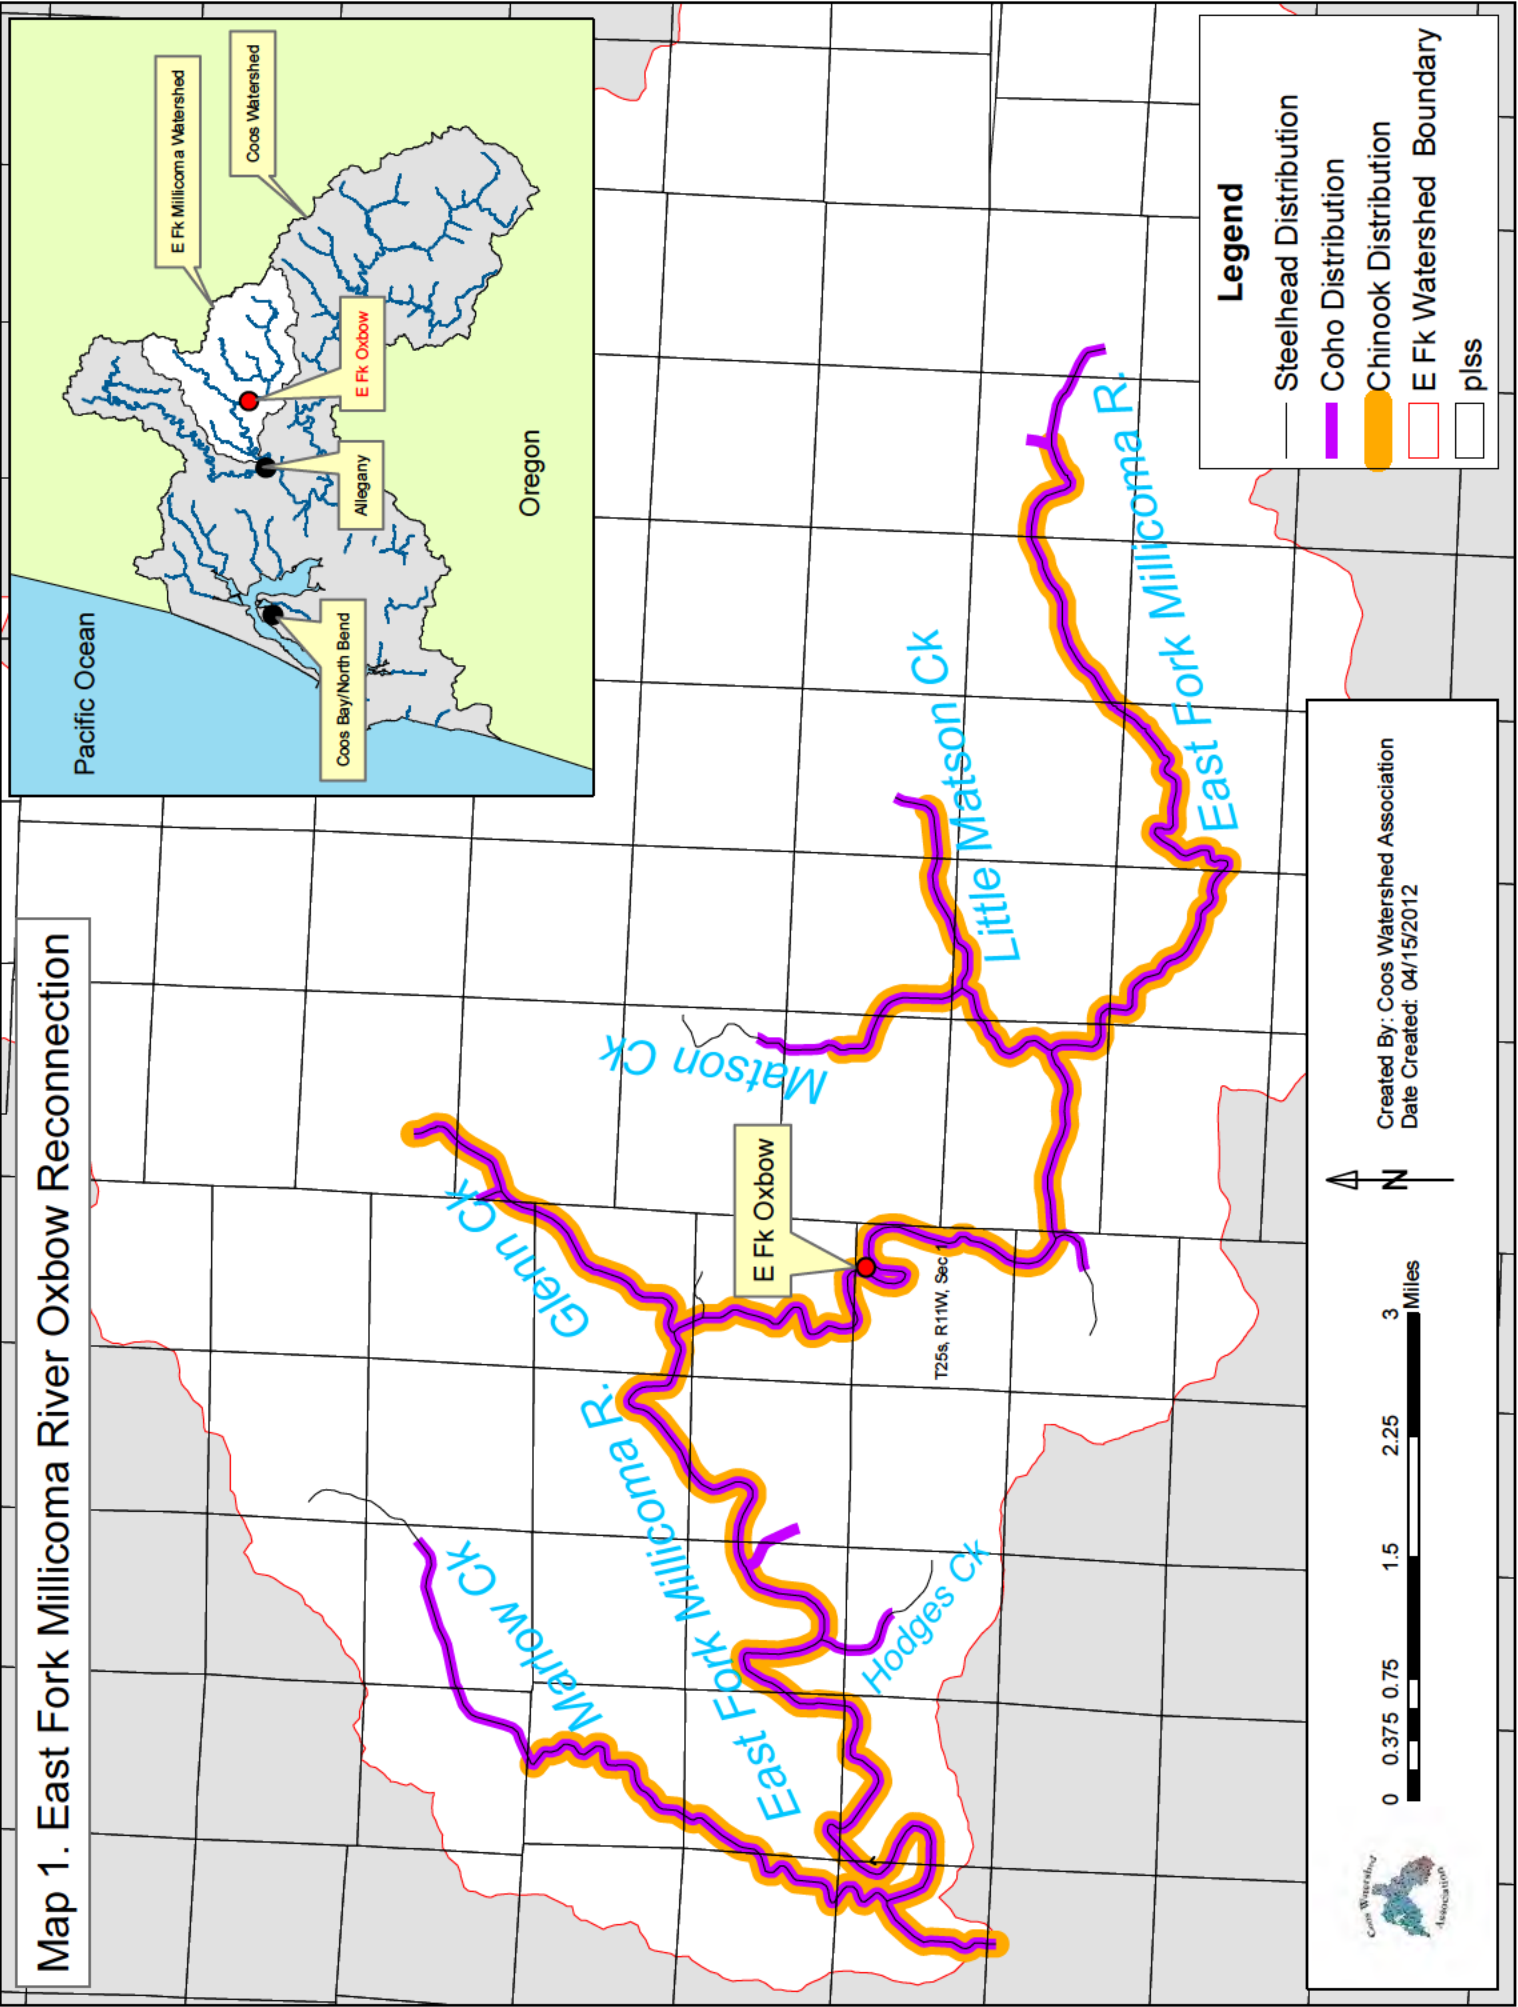 Map 1. East Fork Millicoma River Oxbow Reconnection
Pacific Ocean
Oregon
E Fk Millicoma Watershed
Coos Watershed
E Fk Oxbow
Allegany
Coos Bay/North Bend
Glenn Ck
Matson Ck
Little Matson Ck
East Fork Millicoma R.
Marlow Ck
East Fork Millicoma R.
Hodges Ck
E Fk Oxbow
T25s, R11W, Sec 1
Legend
Steelhead Distribution
Coho Distribution
Chinook Distribution
E Fk Watershed Boundary
plss
Coos Watershed
Association
0 0.375 0.75 1.5 2.25 3
Miles
N
Created By: Coos Watershed Association
Date Created: 04/15/2012